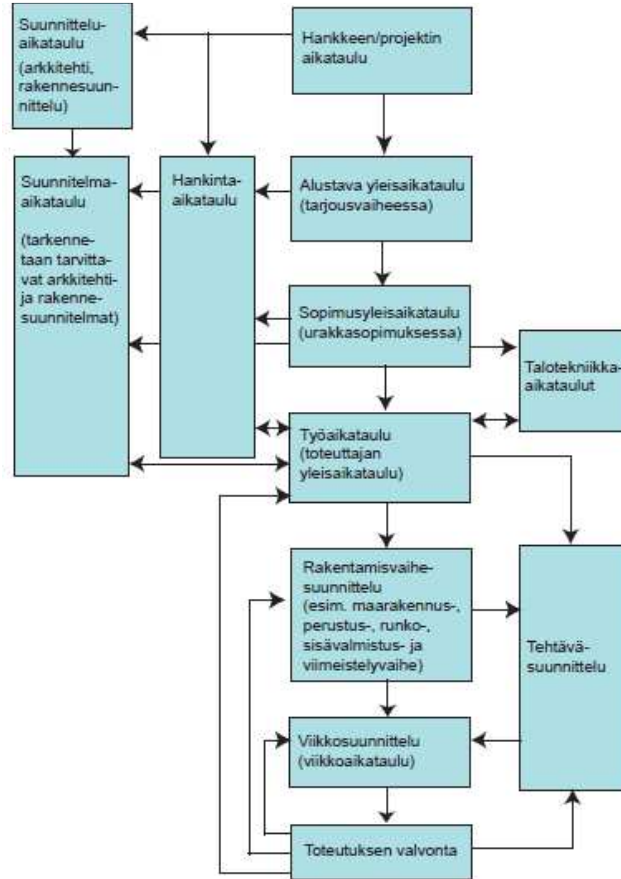 Suunnittelu-
aikataulu
(arkkitehti,
rakennesuun-
nittelu)
Hankkeen/projektin
aikataulu
Suunnitelma-
aikataulu
(tarkenne-
taan tarvitta-
vat arkkitehti-
ja rakenne-
suunnitelmat)
Hankinta-
aikataulu
Alustava yleisaikataulu
(tarjousvaiheessa)
Sopimusyleisaikataulu
(urakkasopimuksessa)
Talotekniikka-
aikataulut
Työaikataulu
(toteuttajan
yleisaikataulu)
Rakentamisvaihe-
suunnittelu
(esim. maarakennus-,
perustus-, runko-,
sisävalmistus- ja
viimeistelyvaihe)
Tehtävä-
suunnittelu
Viikkosuunnittelu
(viikkoaikataulu)
Toteutuksen valvonta